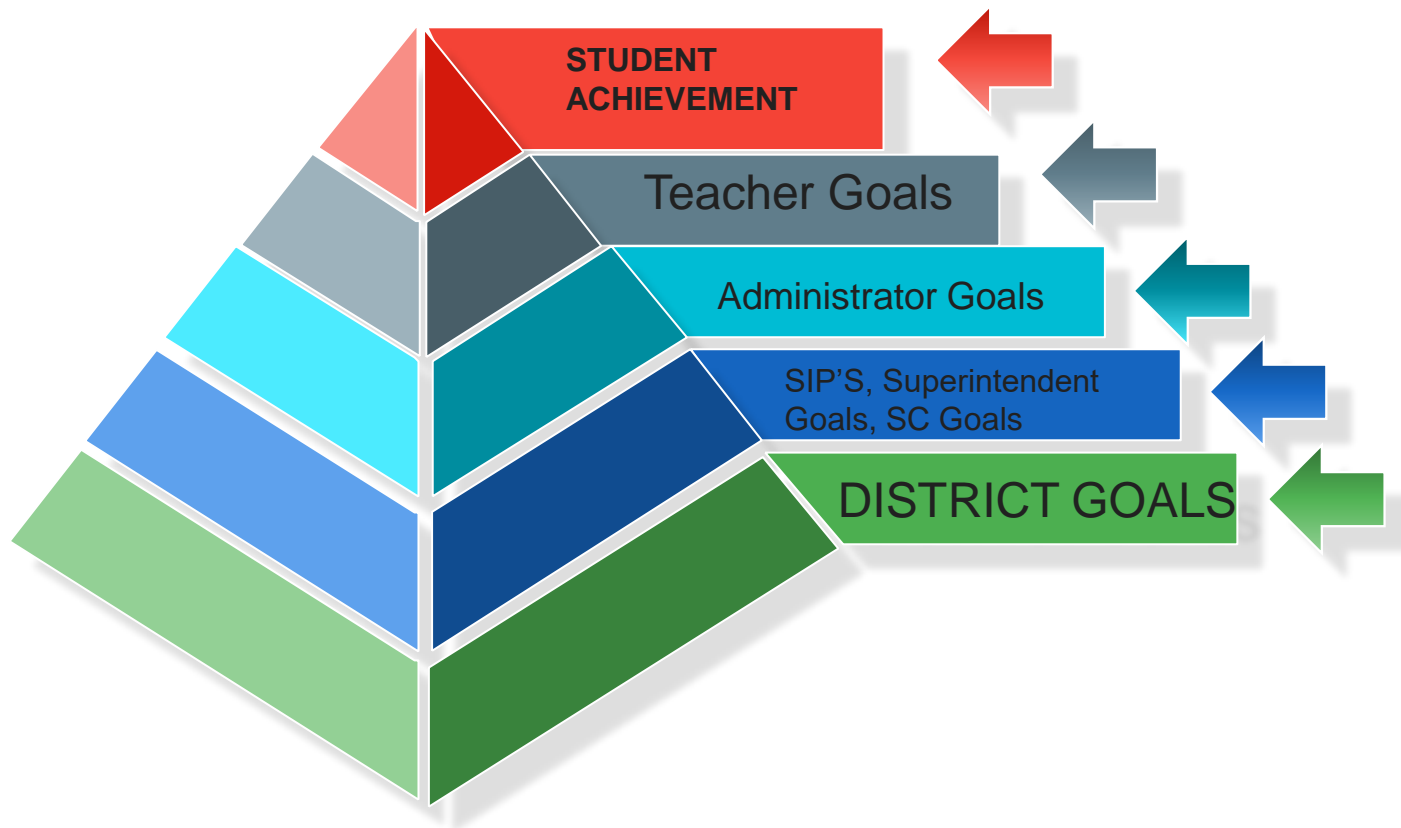 STUDENT
ACHIEVEMENT
Teacher Goals
Administrator Goals
SIP’S, Superintendent
Goals, SC Goals
DISTRICT GOALS